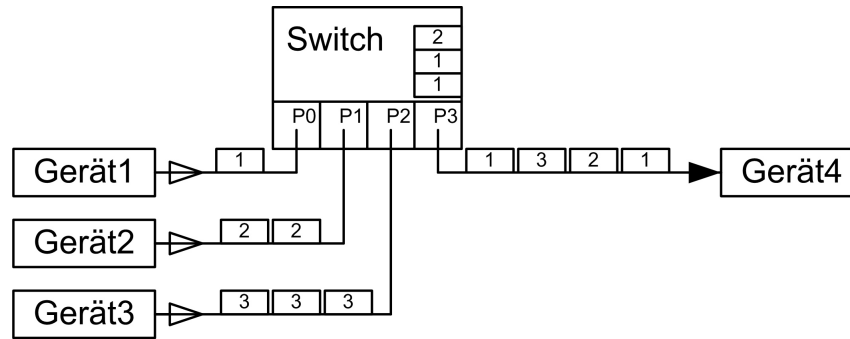 Switch
2
1
1
P0 P1 P2 P3
Gerät1 1 1 3 2 1 Gerät4
Gerät2 2 2
Gerät3 3 3 3